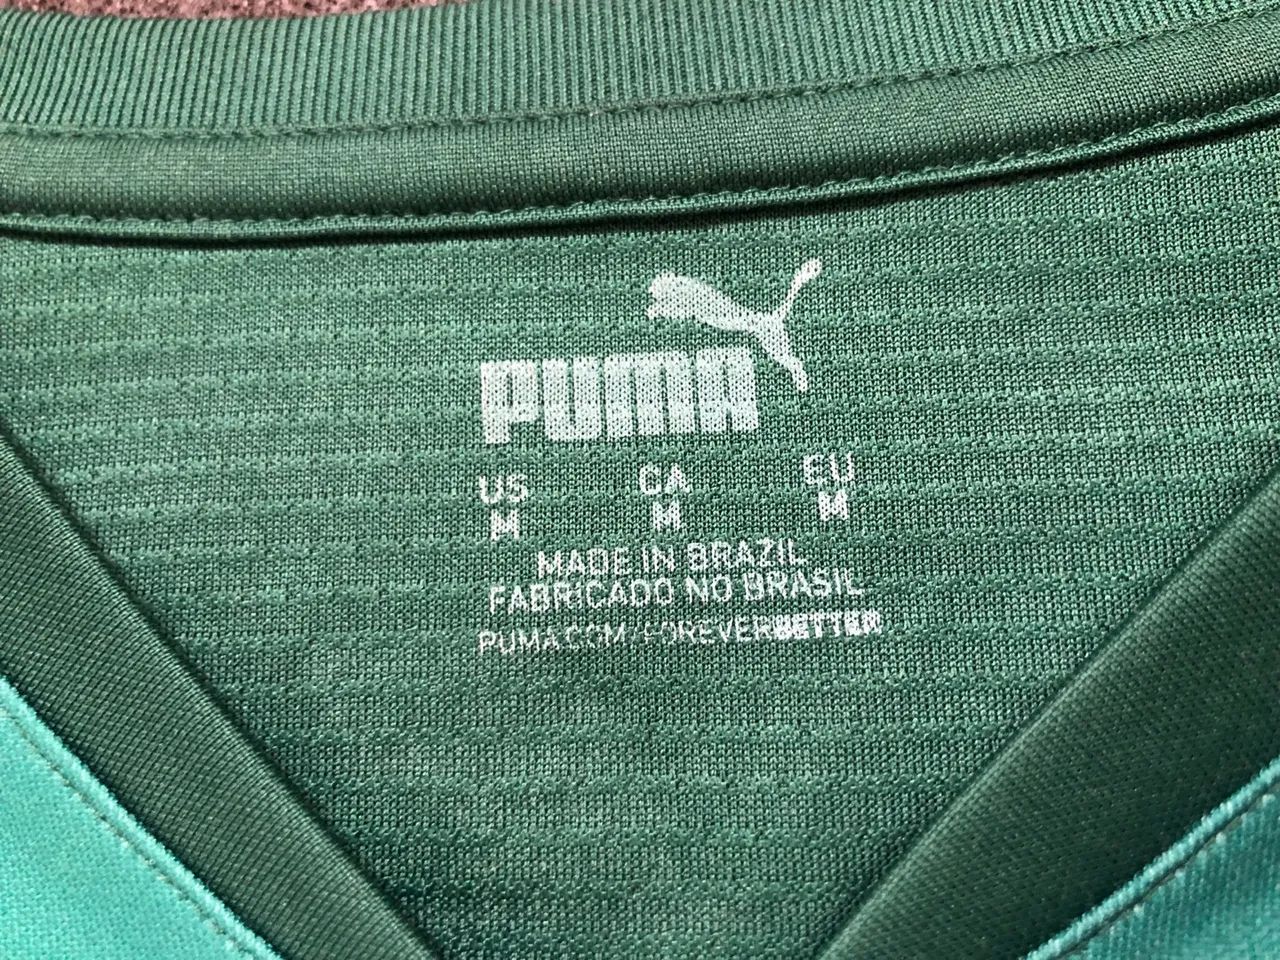 PUMA
US CA EU
M M M
MADE IN BRAZIL
FABRICADO NO BRASIL
PUMA.COM/FOREVERBETTER